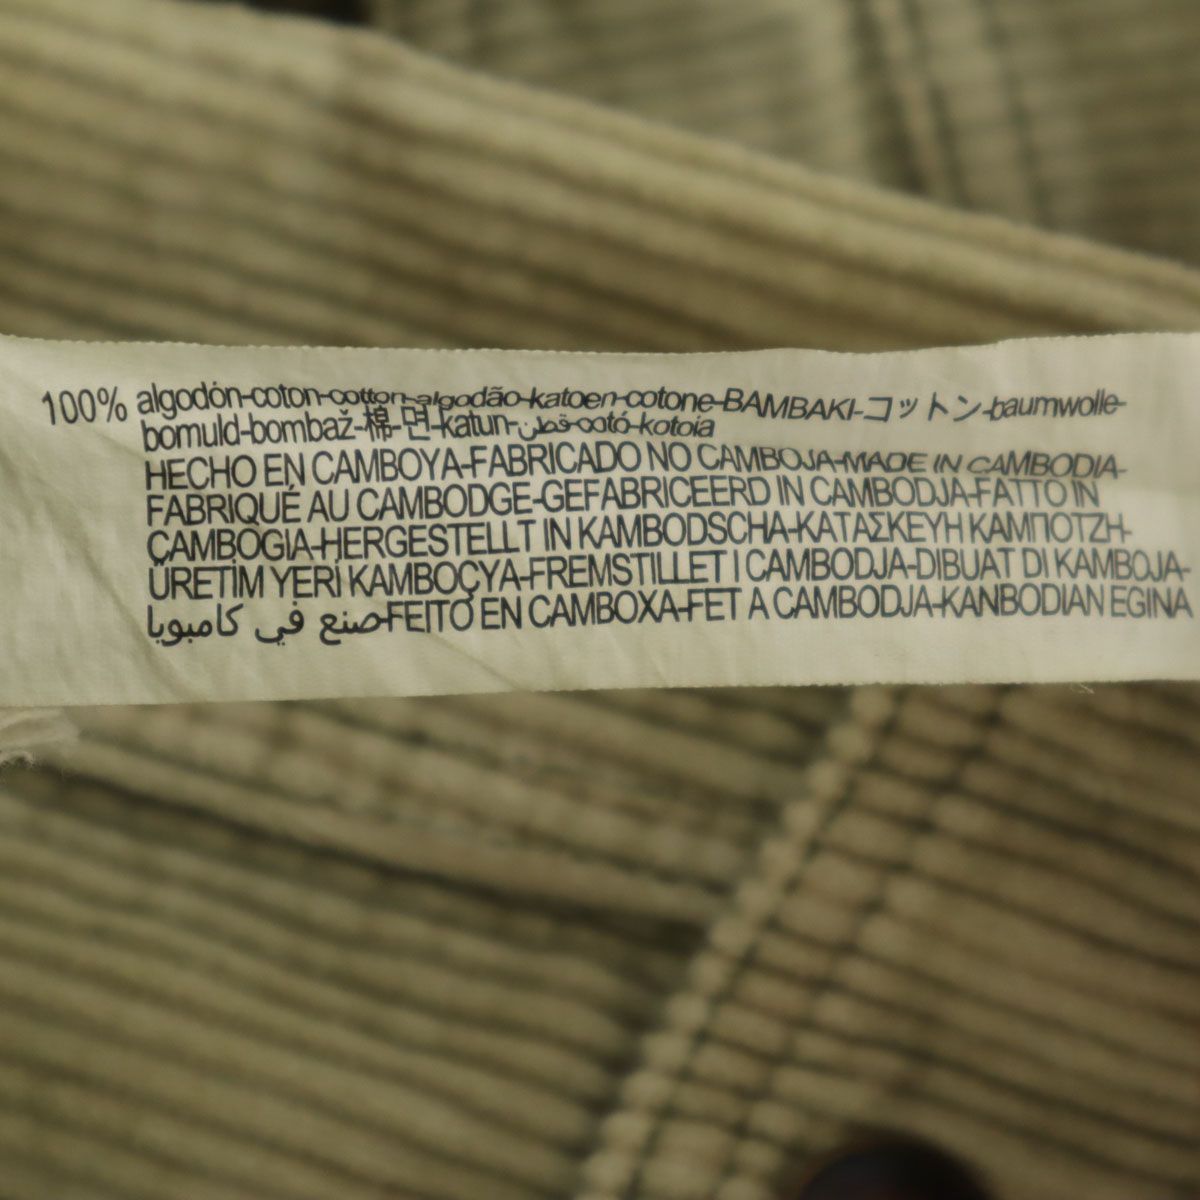 100% algodón-coton-cotton-algodão-katoen-cotone-BAMBAKI-コットン-baumwolle-
bomuld-bombaž-棉-면-katun-قطن-cotó-kotoia
HECHO EN CAMBOYA-FABRICADO NO CAMBOJA-MADE IN CAMBODIA-
FABRIQUÉ AU CAMBODGE-GEFABRICEERD IN CAMBODJA-FATTO IN
CAMBOGIA-HERGESTELLT IN KAMBODSCHA-ΚΑΤΑΣΚΕΥΗ ΚΑΜΠΟΤΖΗ-
ÜRETİM YERİ KAMBOÇYA-FREMSTILLET I CAMBODJA-DIBUAT DI KAMBOJA-
صنع في كامبويا-FEITO EN CAMBOXA-FET A CAMBODJA-KANBODIAN EGINA